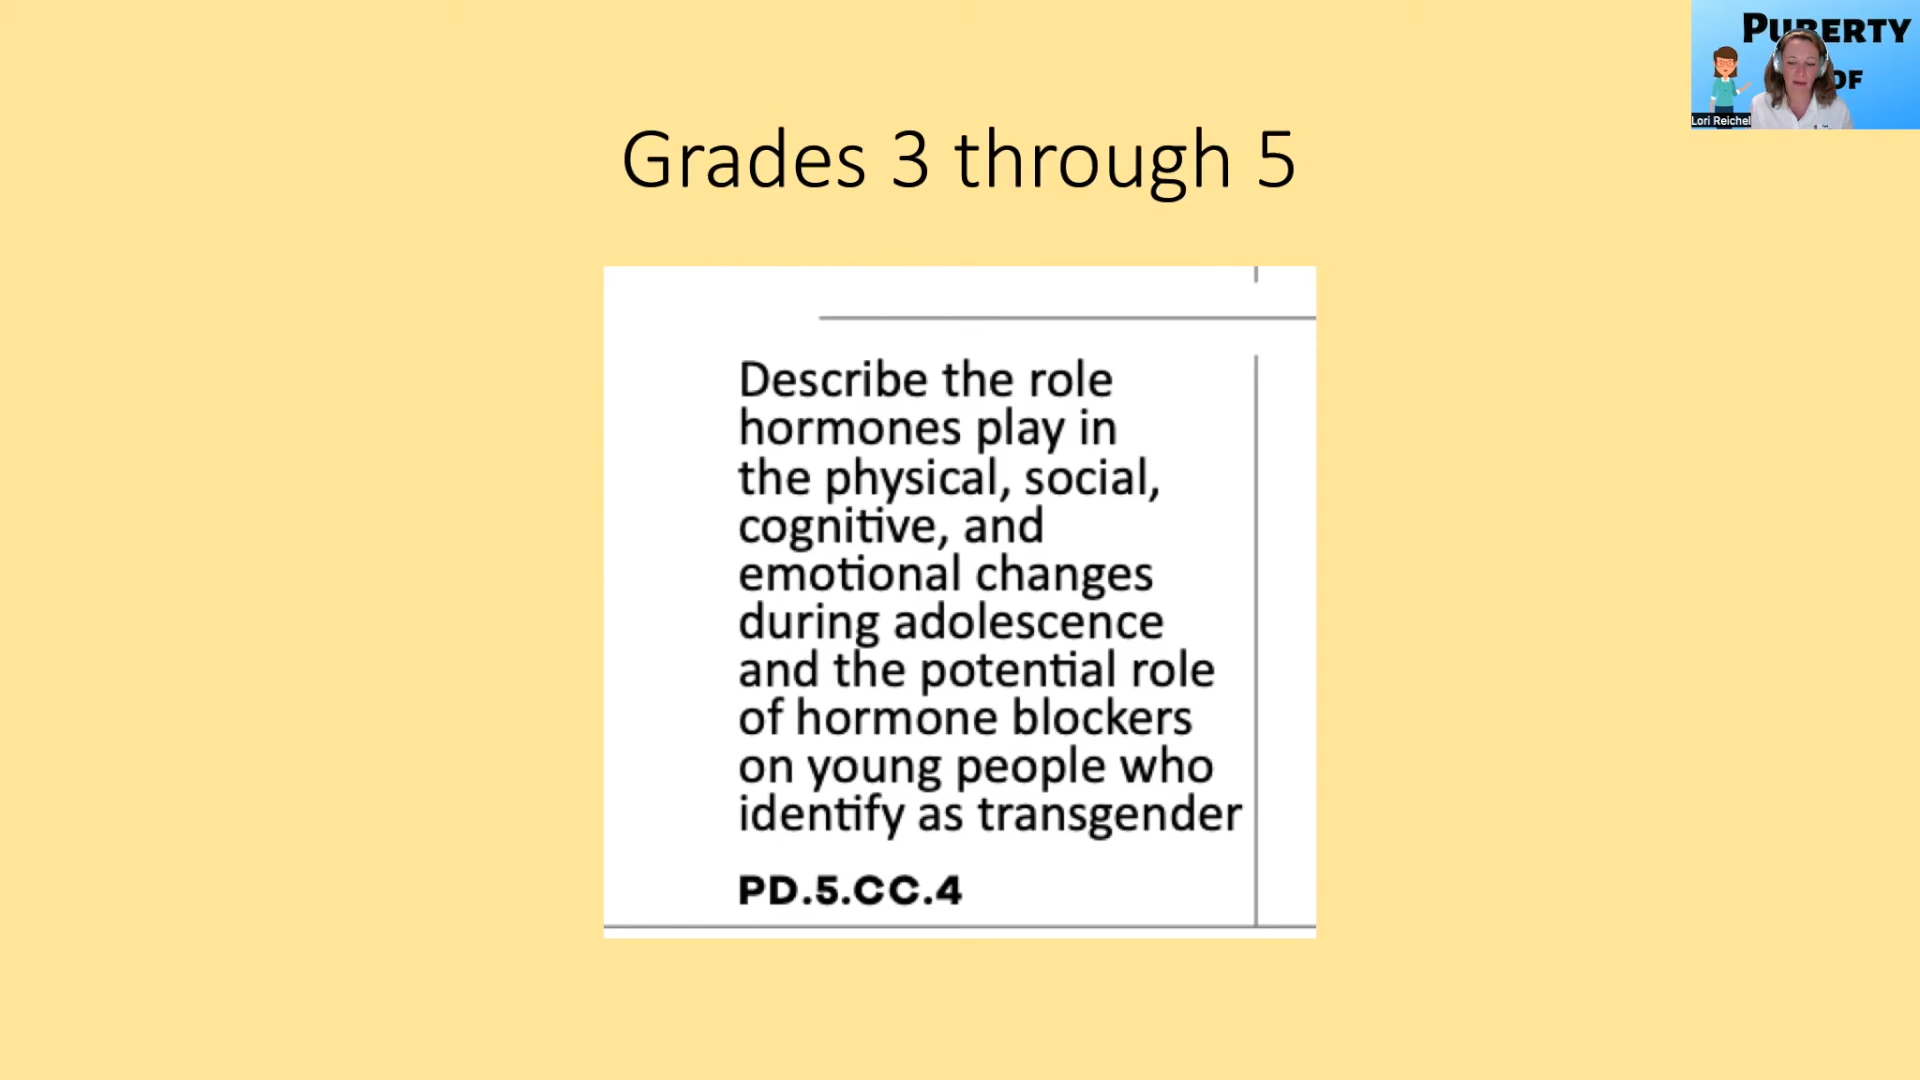 PUBERTY
OF
Lori Reichel
Grades 3 through 5
Describe the role
hormones play in
the physical, social,
cognitive, and
emotional changes
during adolescence
and the potential role
of hormone blockers
on young people who
identify as transgender
PD.5.CC.4